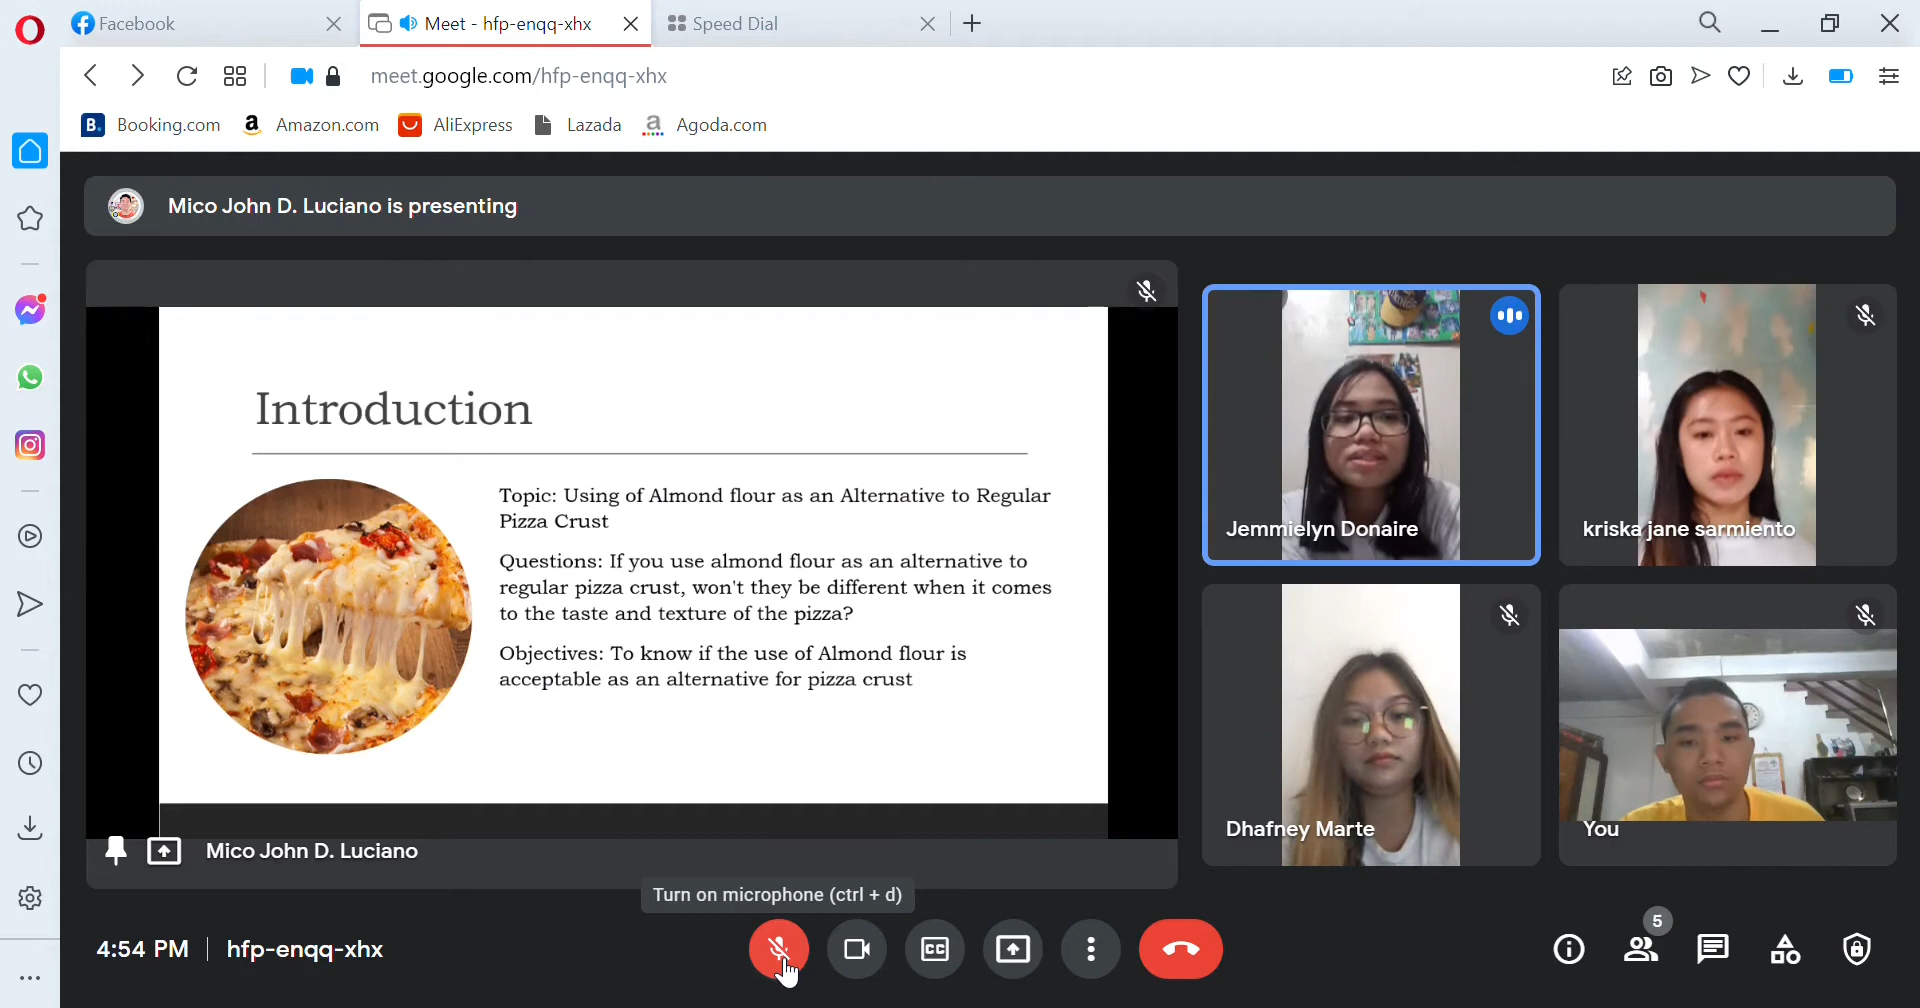 Facebook
Meet - hfp-enqq-xhx
Speed Dial
meet.google.com/hfp-enqq-xhx
B. Booking.com
a Amazon.com
AliExpress
Lazada
a Agoda.com
Mico John D. Luciano is presenting
Introduction
Topic: Using of Almond flour as an Alternative to Regular
Pizza Crust
Questions: If you use almond flour as an alternative to
regular pizza crust, won't they be different when it comes
to the taste and texture of the pizza?
Objectives: To know if the use of Almond flour is
acceptable as an alternative for pizza crust
Mico John D. Luciano
Jemmielyn Donaire
kriska jane sarmiento
Dhafney Marte
You
Turn on microphone (ctrl + d)
4:54 PM
hfp-enqq-xhx
CC
5